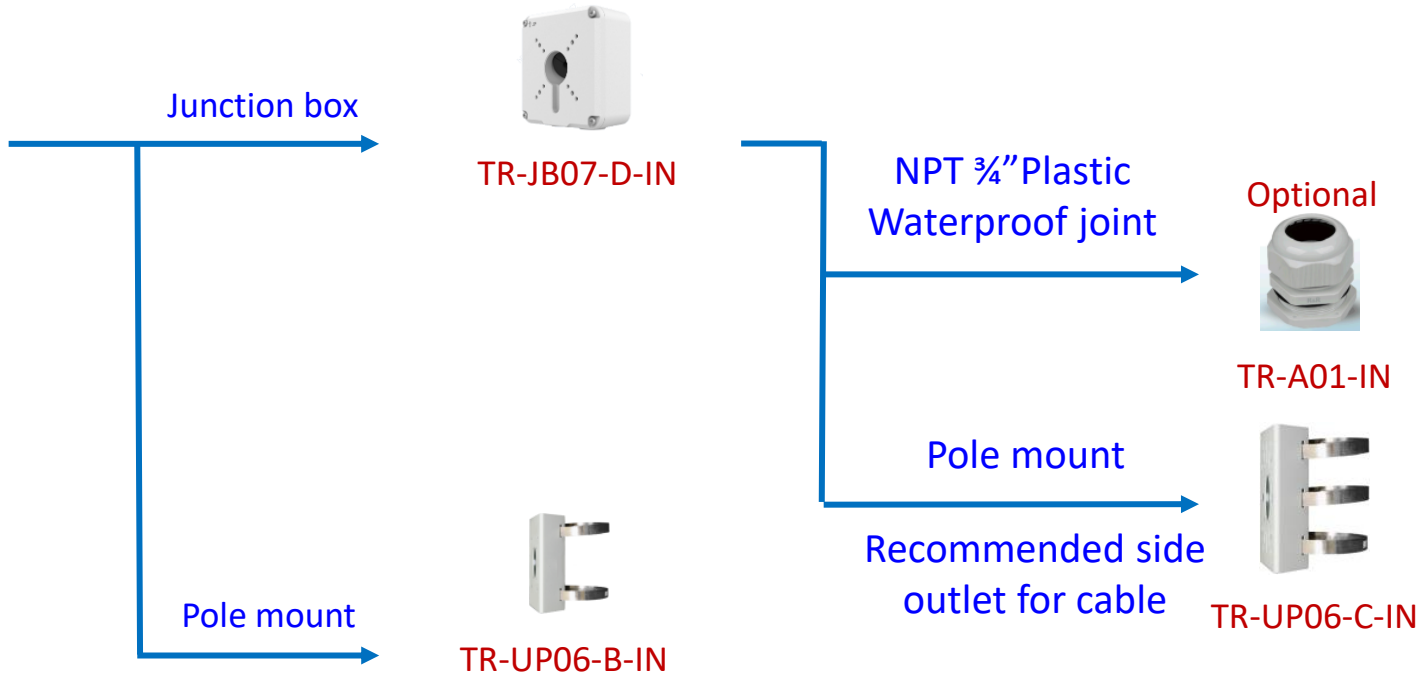 Junction box
TR-JB07-D-IN
NPT ¾”Plastic
Waterproof joint
Optional
TR-A01-IN
Pole mount
Recommended side
outlet for cable
TR-UP06-C-IN
Pole mount
TR-UP06-B-IN